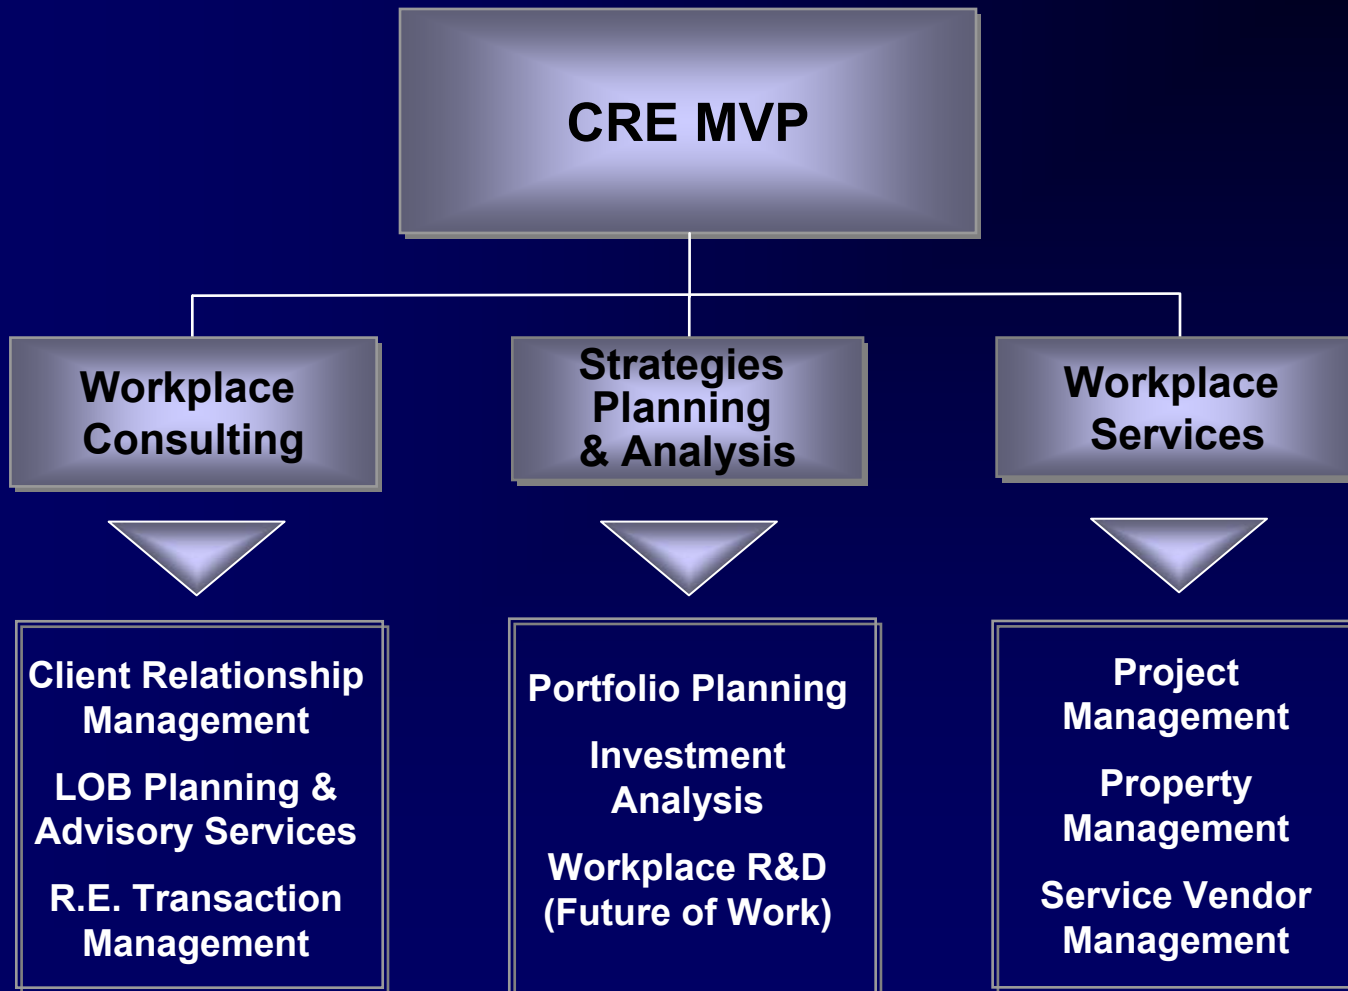 CRE MVP
Workplace
Consulting
Strategies
Planning
& Analysis
Workplace
Services
Client Relationship
Management
LOB Planning &
Advisory Services
R.E. Transaction
Management
Portfolio Planning
Investment
Analysis
Workplace R&D
(Future of Work)
Project
Management
Property
Management
Service Vendor
Management